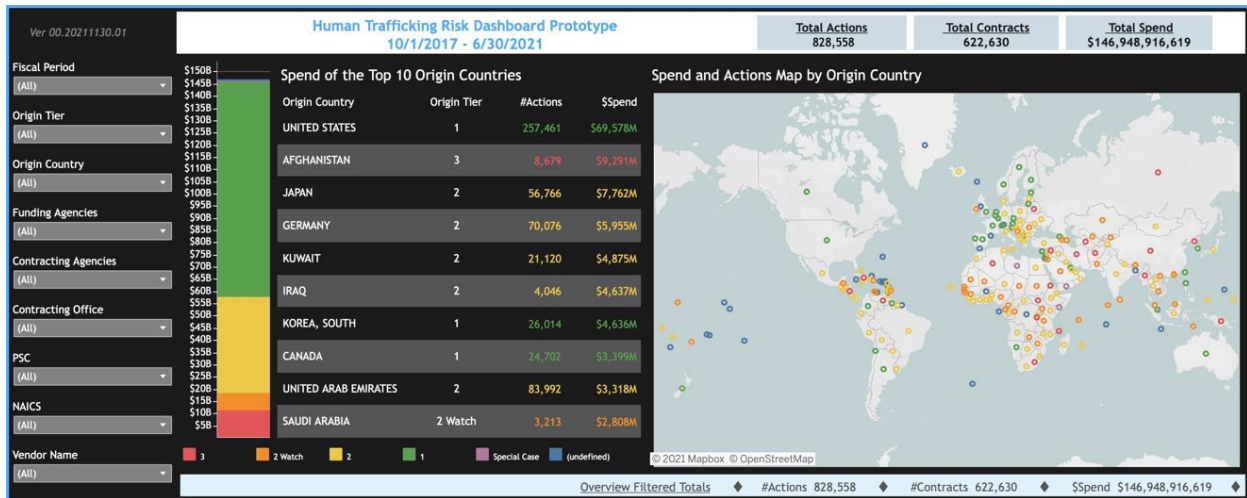 Ver 00.20211130.01
Human Trafficking Risk Dashboard Prototype
10/1/2017 - 6/30/2021
Total Actions
828,558
Total Contracts
622,630
Total Spend
$146,948,916,619
Fiscal Period
(All)
Origin Tier
(All)
Origin Country
(All)
Funding Agencies
(All)
Contracting Agencies
(All)
Contracting Office
(All)
PSC
(All)
NAICS
(All)
Vendor Name
(All)
$150B
$145B
$140B
$135B
$130B
$125B
$120B
$115B
$110B
$105B
$100B
$95B
$90B
$85B
$80B
$75B
$70B
$65B
$60B
$55B
$50B
$45B
$40B
$35B
$30B
$25B
$20B
$15B
$10B
$5B
Spend of the Top 10 Origin Countries
Origin Country Origin Tier #Actions $Spend
UNITED STATES 1 257,461 $69,578M
AFGHANISTAN 3 8,679 $9,291M
JAPAN 2 56,766 $7,762M
GERMANY 2 70,076 $5,955M
KUWAIT 2 21,120 $4,875M
IRAQ 2 4,046 $4,637M
KOREA, SOUTH 1 26,014 $4,636M
CANADA 1 24,702 $3,399M
UNITED ARAB EMIRATES 2 83,992 $3,318M
SAUDI ARABIA 2 Watch 3,213 $2,808M
3 2 Watch 2 1 Special Case (undefined)
Spend and Actions Map by Origin Country
© 2021 Mapbox © OpenStreetMap
Overview Filtered Totals ♦ #Actions 828,558 ♦ #Contracts 622,630 ♦ $Spend $146,948,916,619 ♦